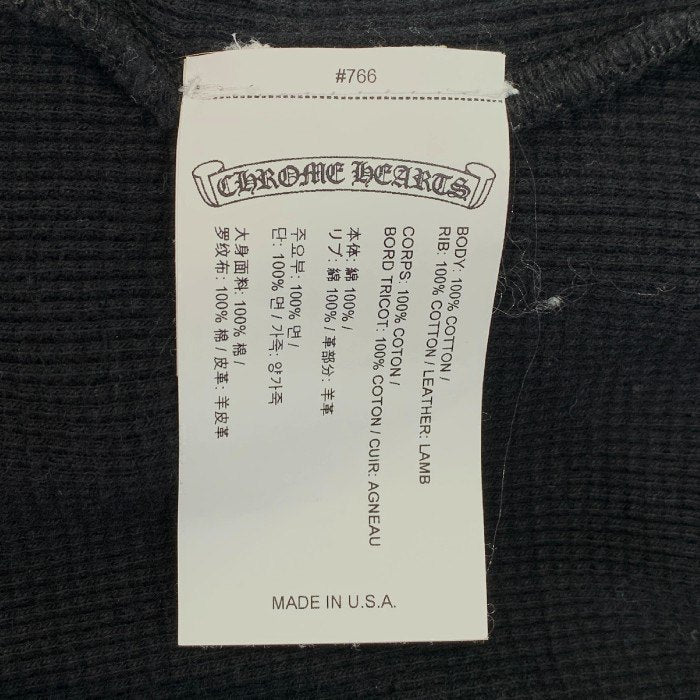 #766
CHROME HEARTS
BODY: 100% COTTON /
RIB: 100% COTTON / LEATHER: LAMB
CORPS: 100% COTON /
BORD TRICOT: 100% COTON / CUIR: AGNEAU
本体: 綿 100% /
リブ: 綿 100% / 革部分: 羊革
주요부: 100% 면 /
단: 100% 면 / 가죽: 양가죽
大身面料: 100% 棉 /
罗纹布: 100% 棉 / 皮革: 羊皮革
MADE IN U.S.A.